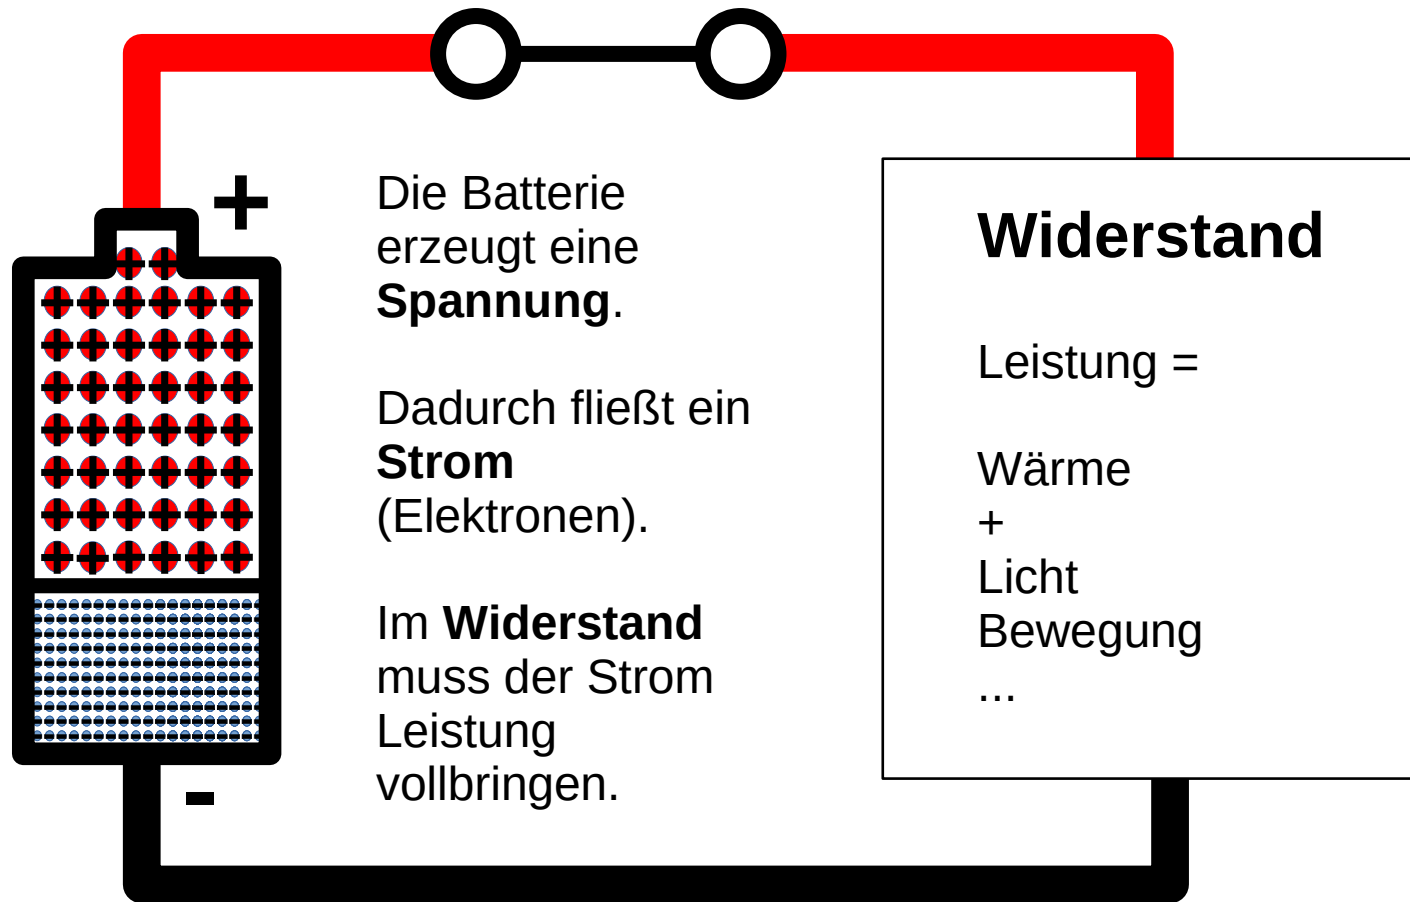 +
Die Batterie
erzeugt eine
Spannung.
Dadurch fließt ein
Strom
(Elektronen).
Im Widerstand
muss der Strom
Leistung
vollbringen.
-
Widerstand
Leistung =
Wärme
+
Licht
Bewegung
...